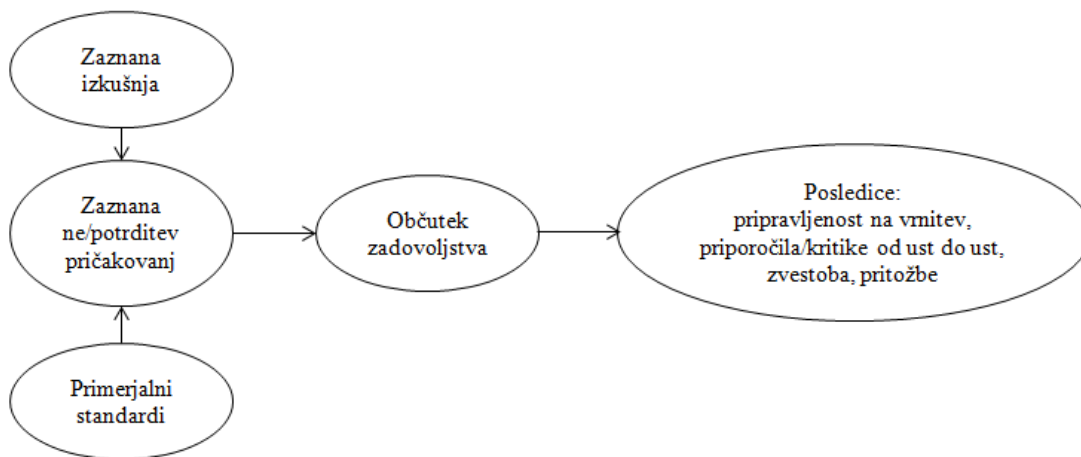 Zaznana
izkušnja
Zaznana
ne/potrditev
pričakovanj
Primerjalni
standardi
Občutek
zadovoljstva
Posledice:
pripravljenost na vrnitev,
priporočila/kritike od ust do ust,
zvestoba, pritožbe